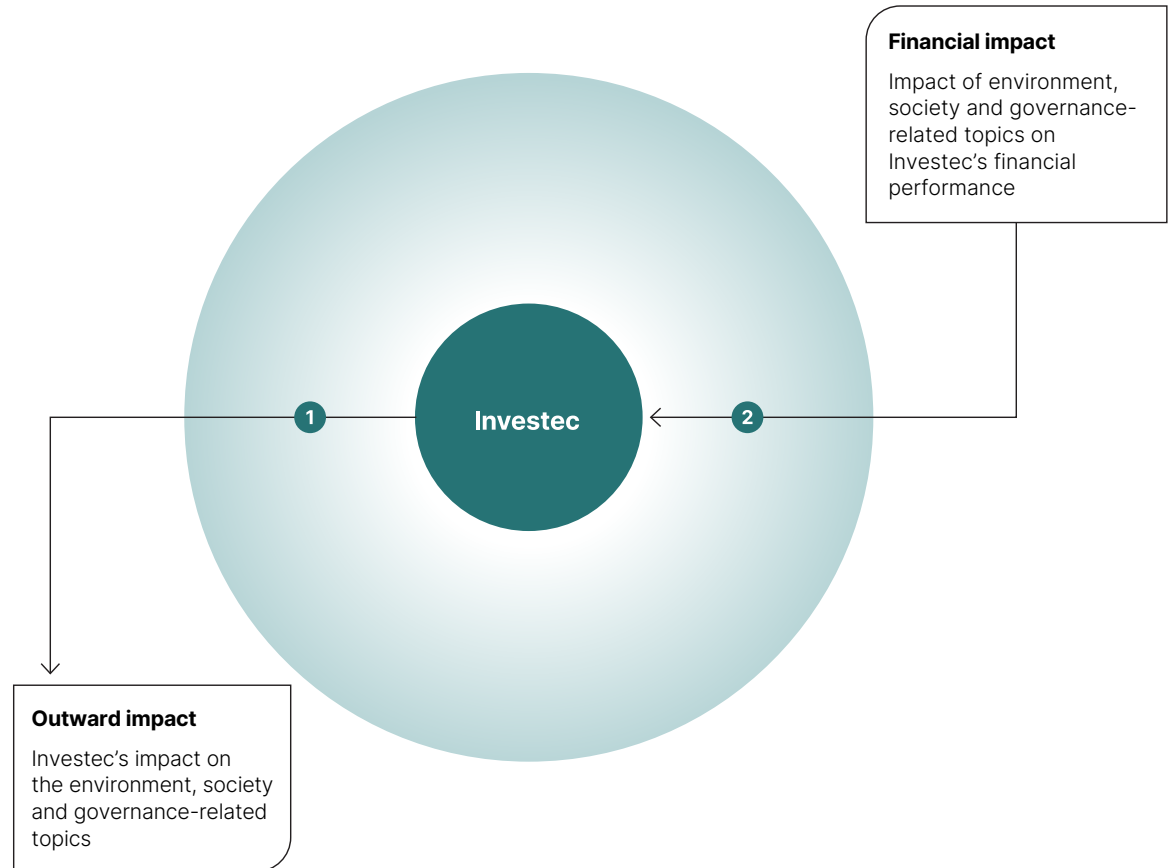 Financial impact
Impact of environment,
society and governance-
related topics on
Investec’s financial
performance
1
Investec
2
Outward impact
Investec’s impact on
the environment, society
and governance-related
topics